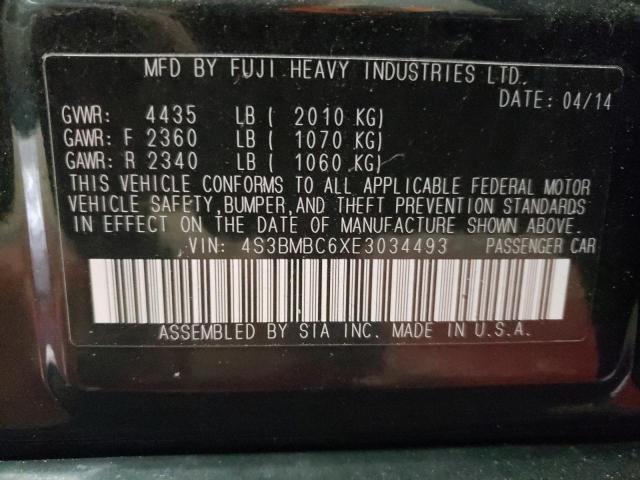 MFD BY FUJI HEAVY INDUSTRIES LTD.
DATE: 04/14
GVWR: 4435 LB ( 2010 KG)
GAWR: F 2360 LB ( 1070 KG)
GAWR: R 2340 LB ( 1060 KG)
THIS VEHICLE CONFORMS TO ALL APPLICABLE FEDERAL MOTOR
VEHICLE SAFETY, BUMPER, AND THEFT PREVENTION STANDARDS
IN EFFECT ON THE DATE OF MANUFACTURE SHOWN ABOVE.
VIN: 4S3BMBC6XE3034493 PASSENGER CAR
ASSEMBLED BY SIA INC. MADE IN U.S.A.